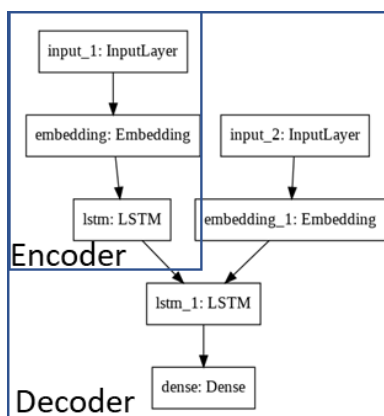 input_1: InputLayer
embedding: Embedding
input_2: InputLayer
lstm: LSTM
embedding_1: Embedding
Encoder
lstm_1: LSTM
dense: Dense
Decoder